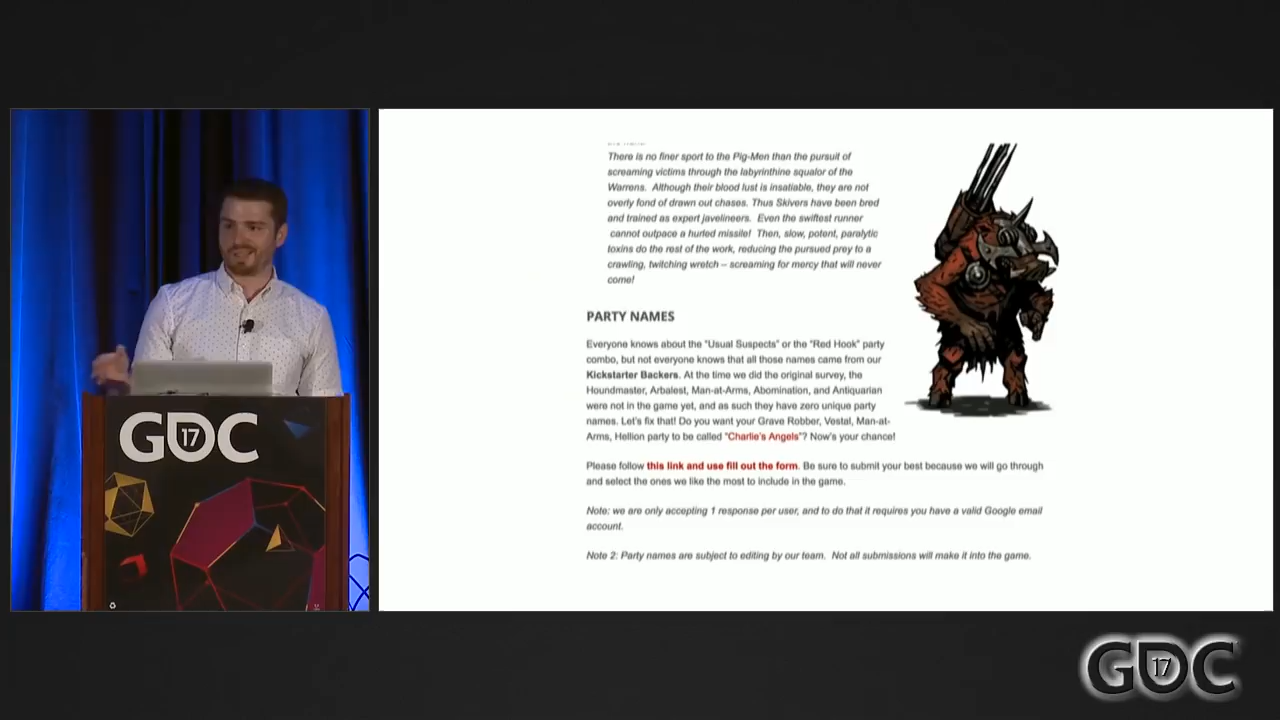 There is no finer sport to the Pig-Men than the pursuit of
screaming victims through the labyrinthine squalor of the
Warrens. Although their blood lust is insatiable, they are not
overly fond of drawn out chases. Thus Skivers have been bred
and trained as expert javelineers. Even the swiftest runner
cannot outpace a hurled missile! Then, slow, potent, paralytic
toxins do the rest of the work, reducing the pursued prey to a
crawling, twitching wretch – screaming for mercy that will never
come!
PARTY NAMES
Everyone knows about the "Usual Suspects" or the "Red Hook" party
combo, but not everyone knows that all those names came from our
Kickstarter Backers. At the time we did the original survey, the
Houndmaster, Arbalest, Man-at-Arms, Abomination, and Antiquarian
were not in the game yet, and as such they have zero unique party
names. Let's fix that! Do you want your Grave Robber, Vestal, Man-at-
Arms, Hellion party to be called "Charlie's Angels"? Now's your chance!
Please follow this link and use fill out the form. Be sure to submit your best because we will go through
and select the ones we like the most to include in the game.
Note: we are only accepting 1 response per user, and to do that it requires you have a valid Google email
account.
Note 2: Party names are subject to editing by our team. Not all submissions will make it into the game.
GDC 17
GDC 17